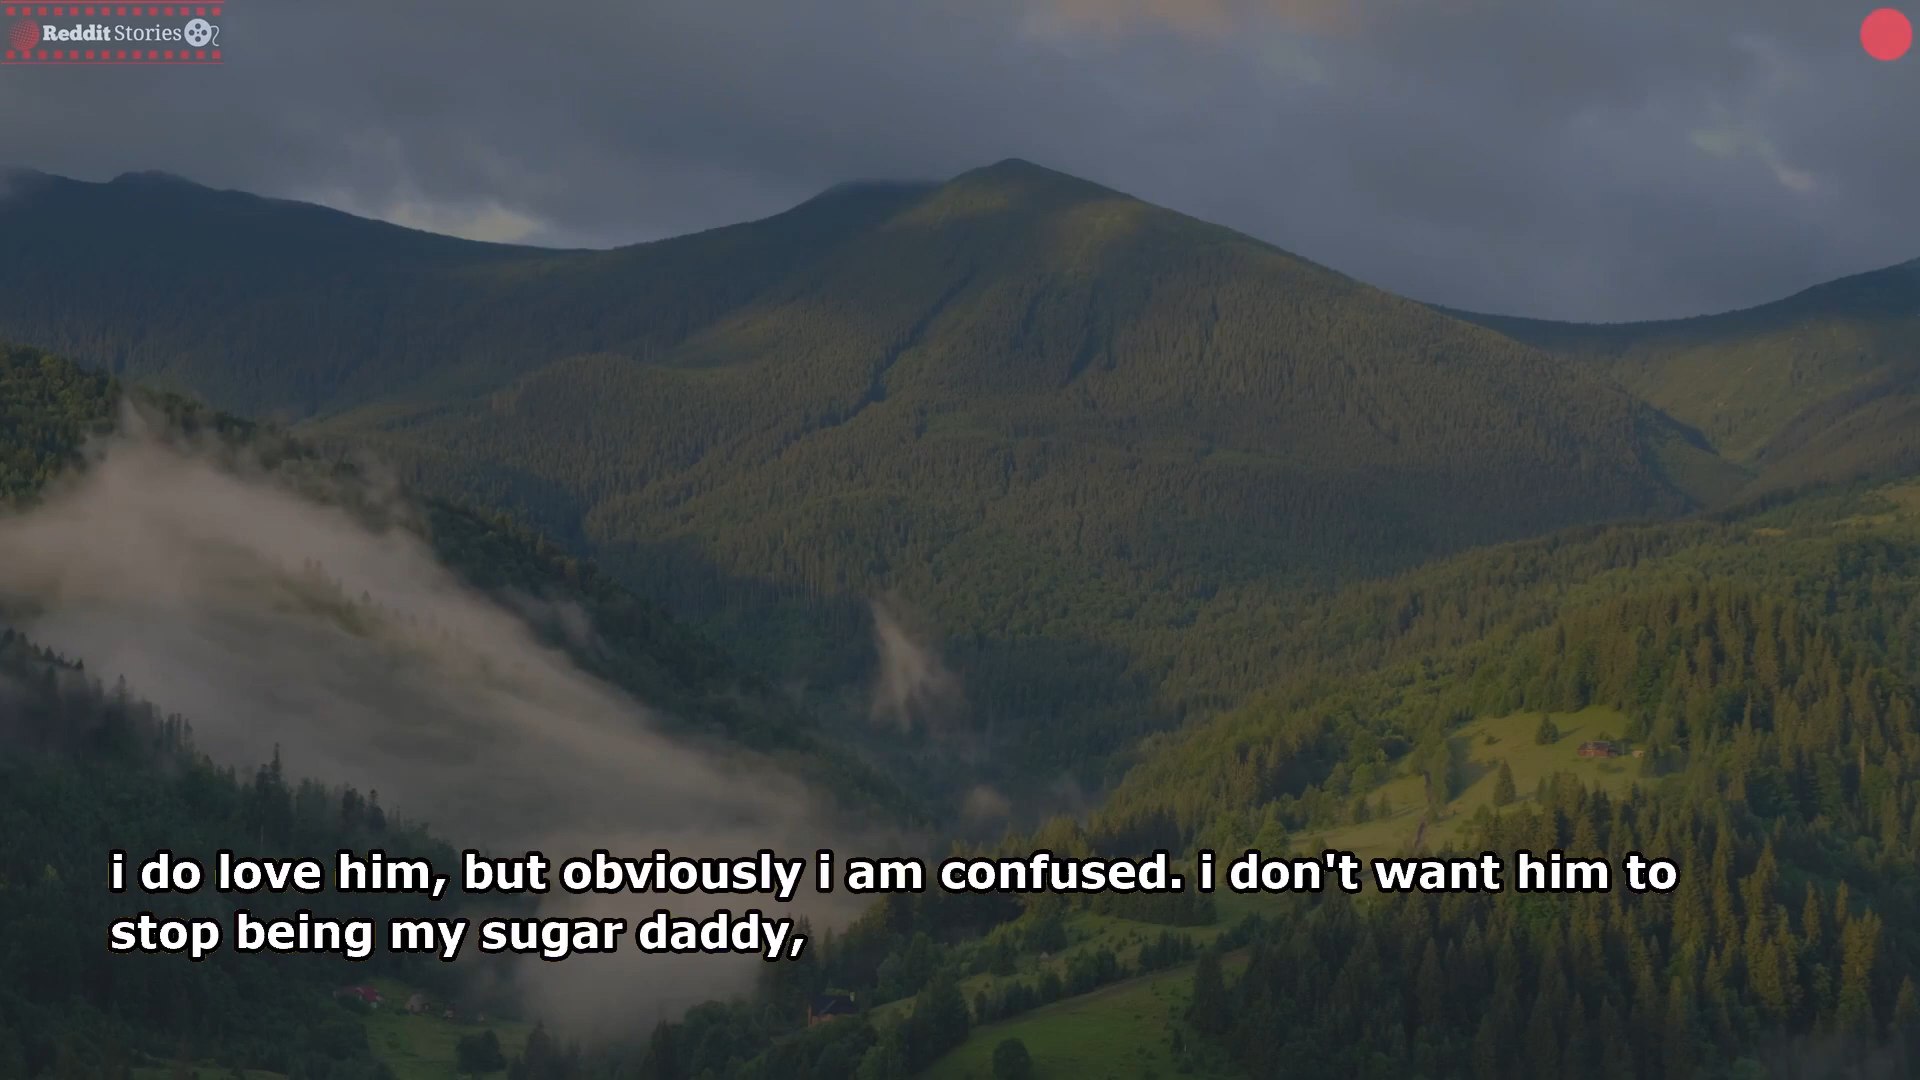 Reddit Stories
i do love him, but obviously i am confused. i don't want him to
stop being my sugar daddy,